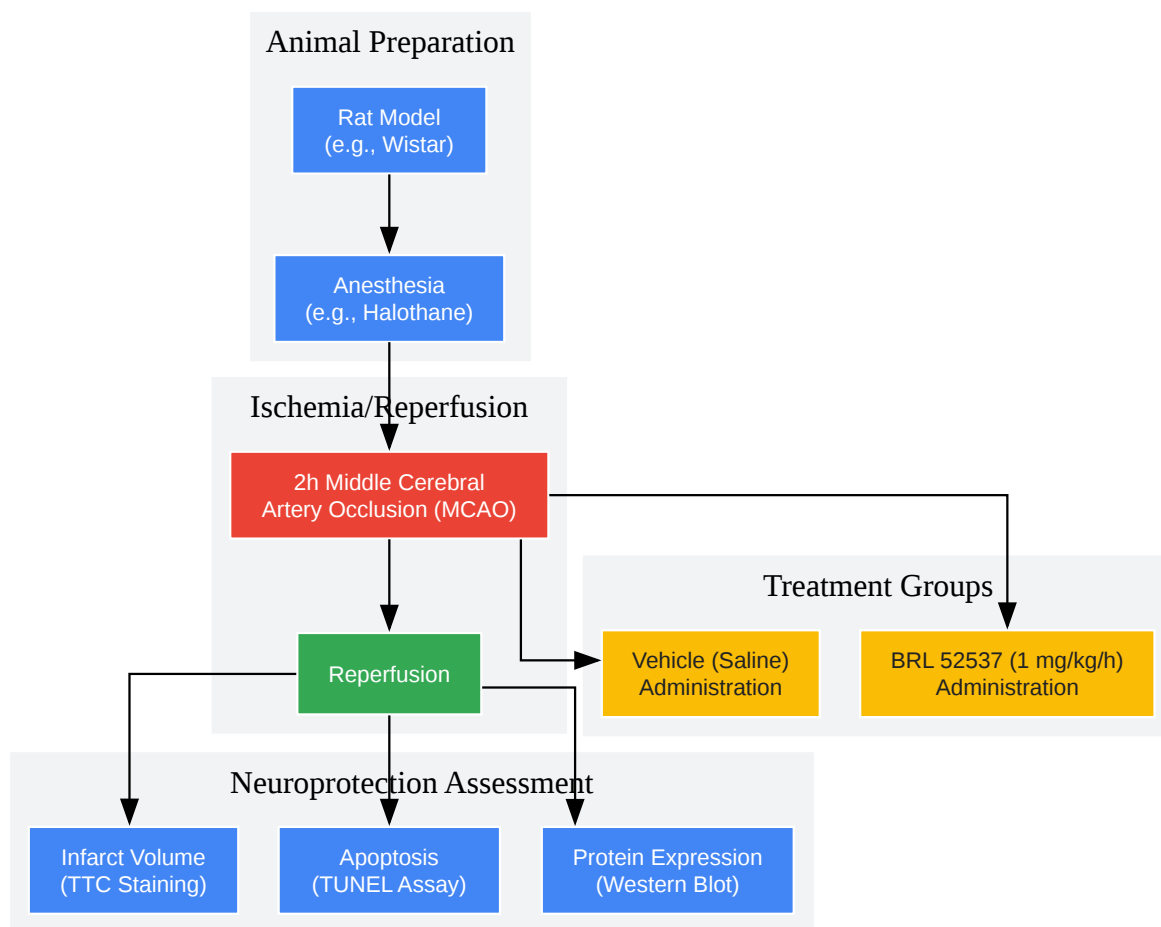 Animal Preparation
Rat Model
(e.g., Wistar)
Anesthesia
(e.g., Halothane)
Ischemia/Reperfusion
2h Middle Cerebral
Artery Occlusion (MCAO)
Reperfusion
Treatment Groups
Vehicle (Saline)
Administration
BRL 52537 (1 mg/kg/h)
Administration
Neuroprotection Assessment
Infarct Volume
(TTC Staining)
Apoptosis
(TUNEL Assay)
Protein Expression
(Western Blot)